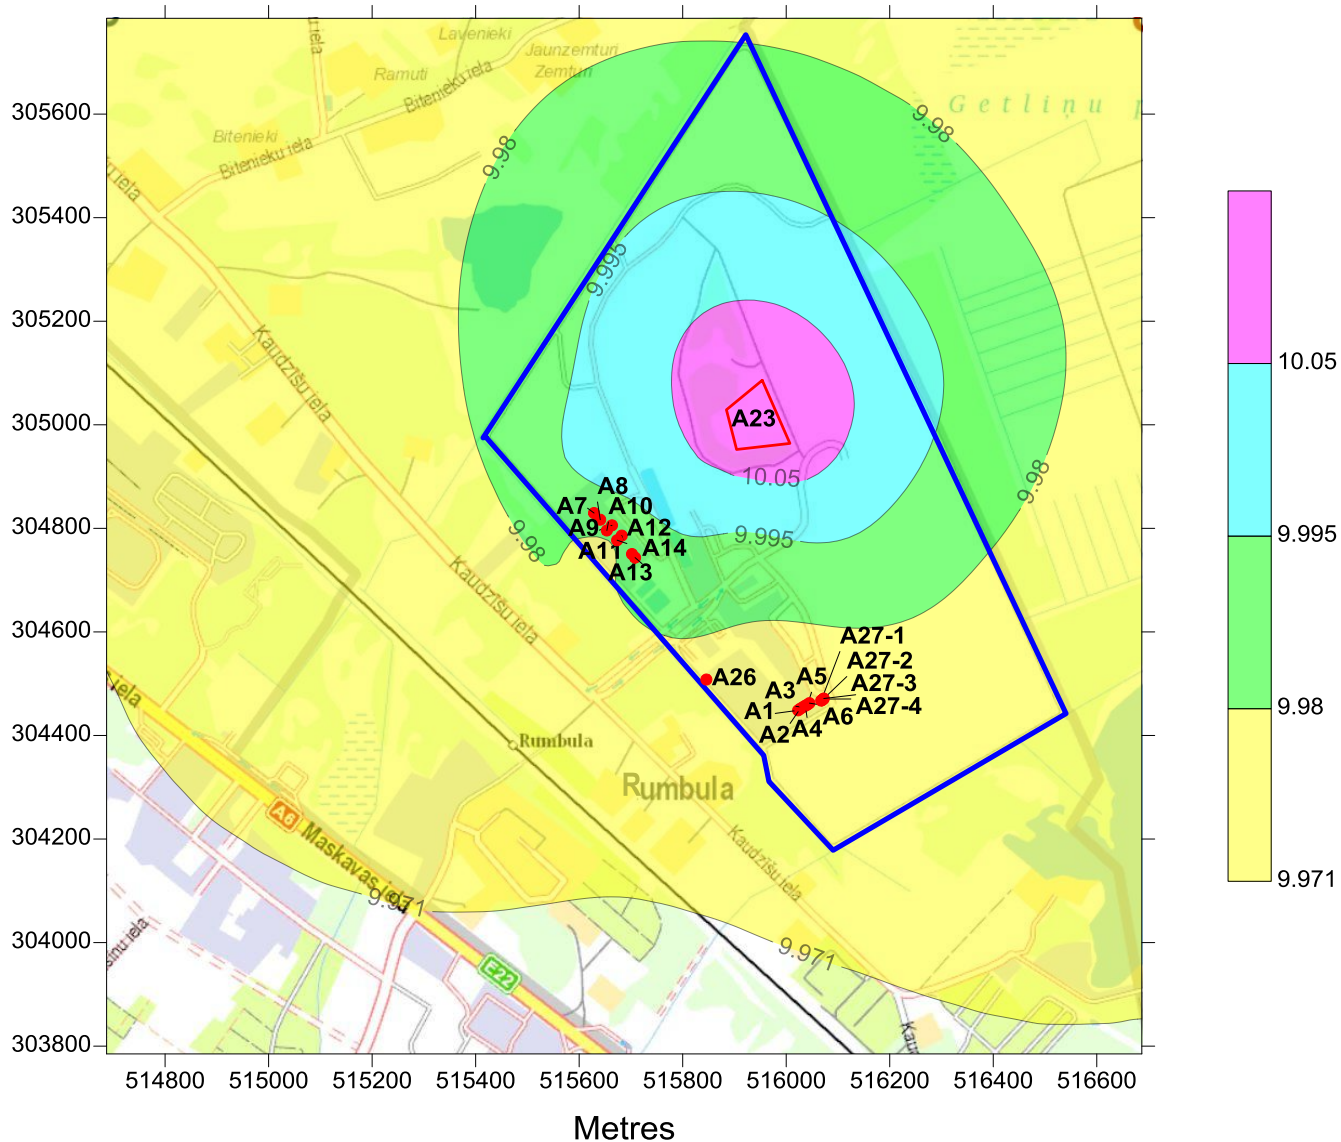 305600
305400
305200
305000
304800
304600
304400
304200
304000
303800
514800
515000
515200
515400
515600
515800
516000
516200
516400
516600
Metres
10.05
9.995
9.98
9.971
Lavenieki
Jaunzemturi
Zemturi
Ramuti
Bitenieku iela
Bitenieki
Bitenieku iela
Getliņu p
9.98
9.98
9.995
Kaudzīšu iela
A23
10.05
9.98
9.98
9.995
A8
A7
A10
A9
A12
A11
A14
A13
Kaudzīšu iela
A27-1
A27-2
A5
A26
A3
A27-3
A1
A6
A27-4
A2
A4
iela
Rumbula
Rumbula
A6
Maskavas iela
Kaudzīšu iela
9.971
9.971
E22